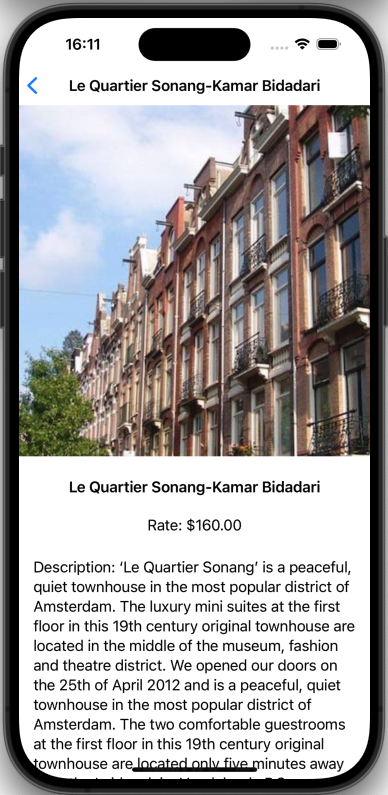 16:11
Le Quartier Sonang-Kamar Bidadari
Le Quartier Sonang-Kamar Bidadari
Rate: $160.00
Description: ‘Le Quartier Sonang’ is a peaceful,
quiet townhouse in the most popular district of
Amsterdam. The luxury mini suites at the first
floor in this 19th century original townhouse are
located in the middle of the museum, fashion
and theatre district. We opened our doors on
the 25th of April 2012 and is a peaceful, quiet
townhouse in the most popular district of
Amsterdam. The two comfortable guestrooms
at the first floor in this 19th century original
townhouse are located only five minutes away